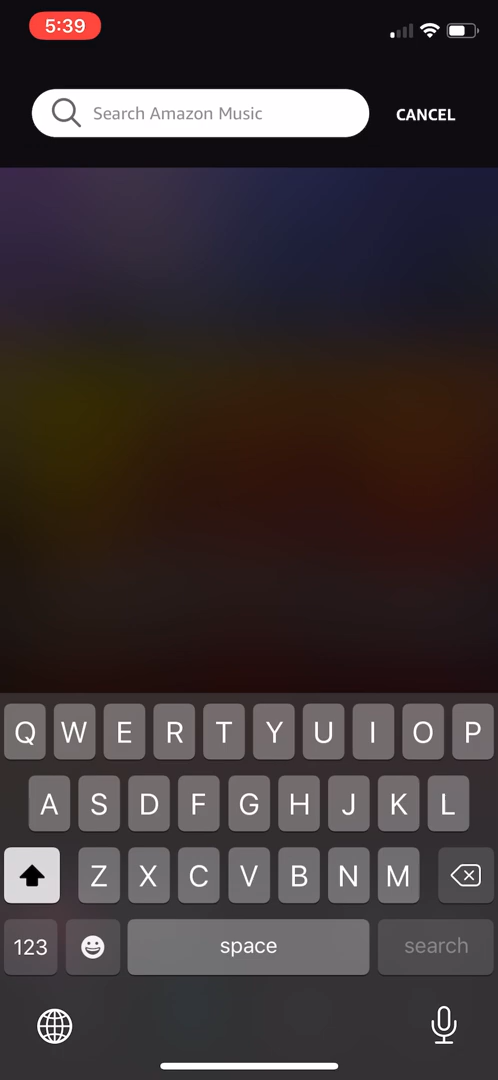 5:39
Search Amazon Music
CANCEL
Q W E R T Y U I O P
A S D F G H J K L
Z X C V B N M
123 space search